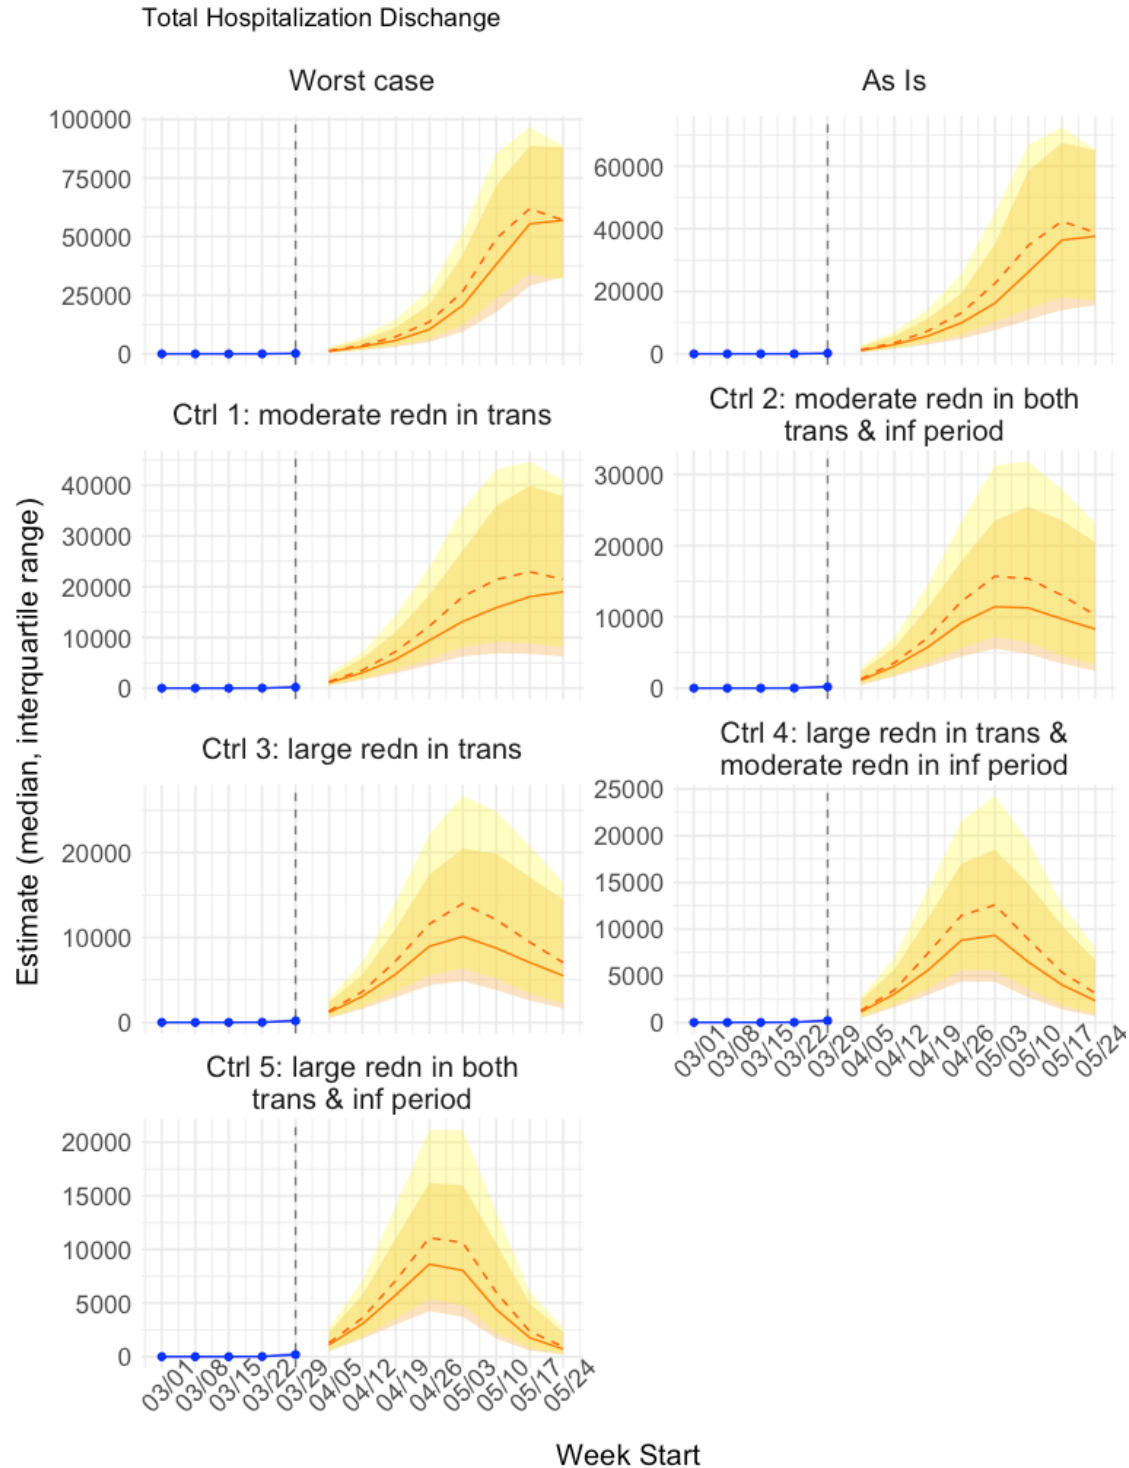 Total Hospitalization Dischange
Worst case
As Is
100000
75000
50000
25000
0
60000
40000
20000
0
Ctrl 1: moderate redn in trans
Ctrl 2: moderate redn in both
trans & inf period
40000
30000
20000
10000
0
30000
20000
10000
0
Ctrl 3: large redn in trans
Ctrl 4: large redn in trans &
moderate redn in inf period
20000
10000
0
25000
20000
15000
10000
5000
0
03/01 03/08 03/15 03/22 03/29 04/05 04/12 04/19 04/26 05/03 05/10 05/17 05/24
Ctrl 5: large redn in both
trans & inf period
20000
15000
10000
5000
0
03/01 03/08 03/15 03/22 03/29 04/05 04/12 04/19 04/26 05/03 05/10 05/17 05/24
Estimate (median, interquartile range)
Week Start